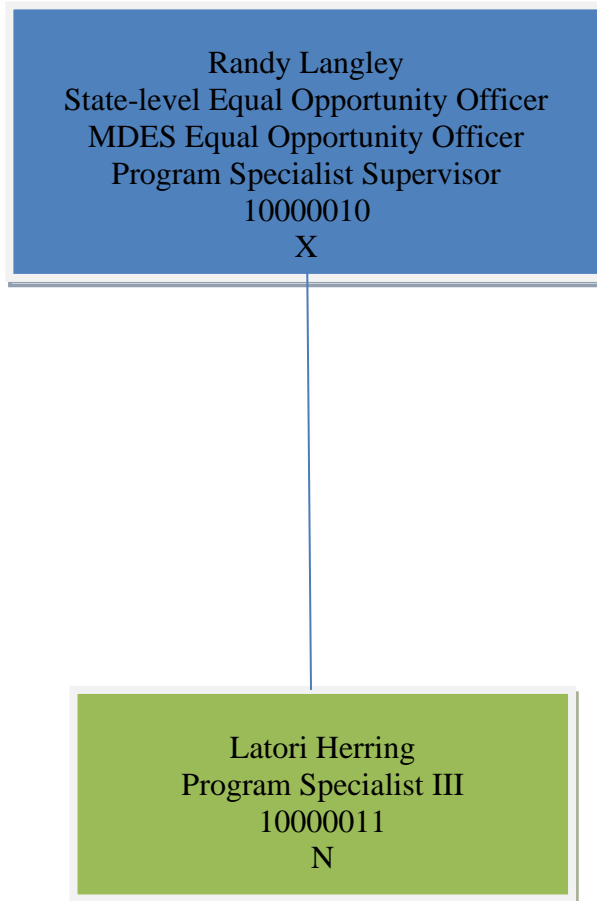 Randy Langley
State-level Equal Opportunity Officer
MDES Equal Opportunity Officer
Program Specialist Supervisor
10000010
X
Latori Herring
Program Specialist III
10000011
N